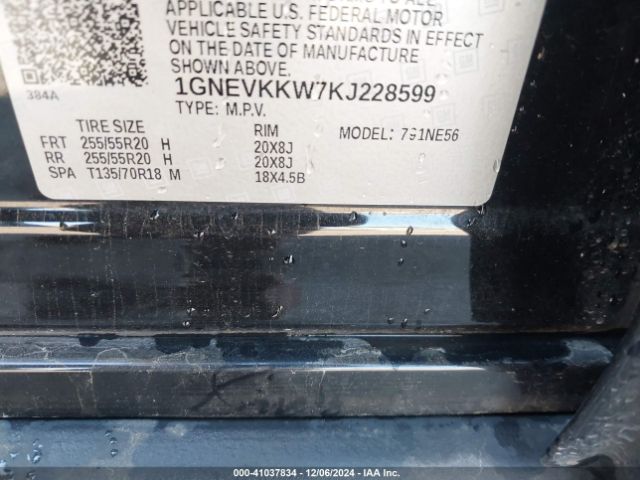 APPLICABLE U.S. FEDERAL MOTOR
VEHICLE SAFETY STANDARDS IN EFFECT
ON THE DATE OF MANUFACTURE
SHOWN ABOVE.
384A
1GNEVKKW7KJ228599
TYPE: M.P.V.
TIRE SIZE RIM MODEL: 791NE56
FRT 255/55R20 H 20X8J
RR 255/55R20 H 20X8J
SPA T135/70R18 M 18X4.5B
000-41037834 - 12/06/2024 - IAA Inc.